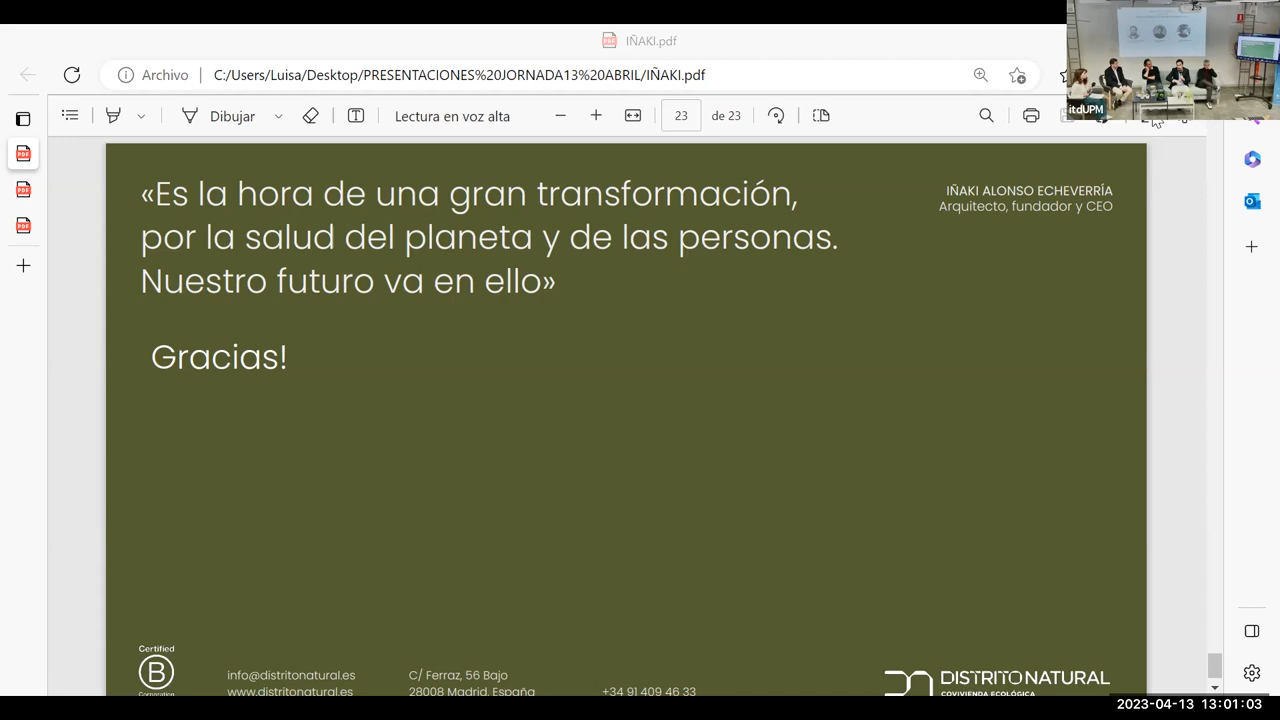 IÑAKI.pdf
Archivo
C:/Users/Luisa/Desktop/PRESENTACIONES%20JORNADA13%20ABRIL/IÑAKI.pdf
Dibujar
Lectura en voz alta
23
de 23
itdUPM
«Es la hora de una gran transformación,
por la salud del planeta y de las personas.
Nuestro futuro va en ello»
IÑAKI ALONSO ECHEVERRÍA
Arquitecto, fundador y CEO
Gracias!
Certified
B
Corporation
info@distritonatural.es
www.distritonatural.es
C/ Ferraz, 56 Bajo
28008 Madrid, España
+34 91 409 46 33
DISTRITO NATURAL
COVIVIENDA ECOLÓGICA
2023-04-13 13:01:03